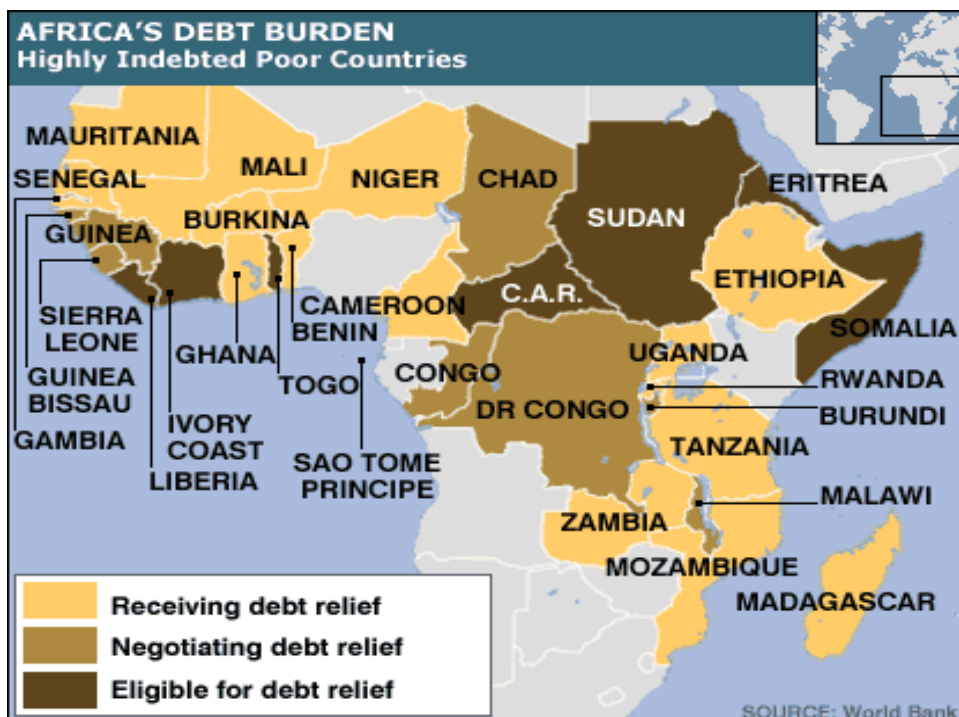 AFRICA'S DEBT BURDEN
Highly Indebted Poor Countries
MAURITANIA
MALI
NIGER
CHAD
SENEGAL
ERITREA
BURKINA
SUDAN
GUINEA
ETHIOPIA
C.A.R.
CAMEROON
SIERRA
LEONE
BENIN
SOMALIA
GHANA
UGANDA
GUINEA
BISSAU
TOGO
CONGO
RWANDA
DR CONGO
BURUNDI
GAMBIA
IVORY
COAST
TANZANIA
LIBERIA
SAO TOME
PRINCIPE
MALAWI
ZAMBIA
MOZAMBIQUE
MADAGASCAR
Receiving debt relief
Negotiating debt relief
Eligible for debt relief
SOURCE: World Bank